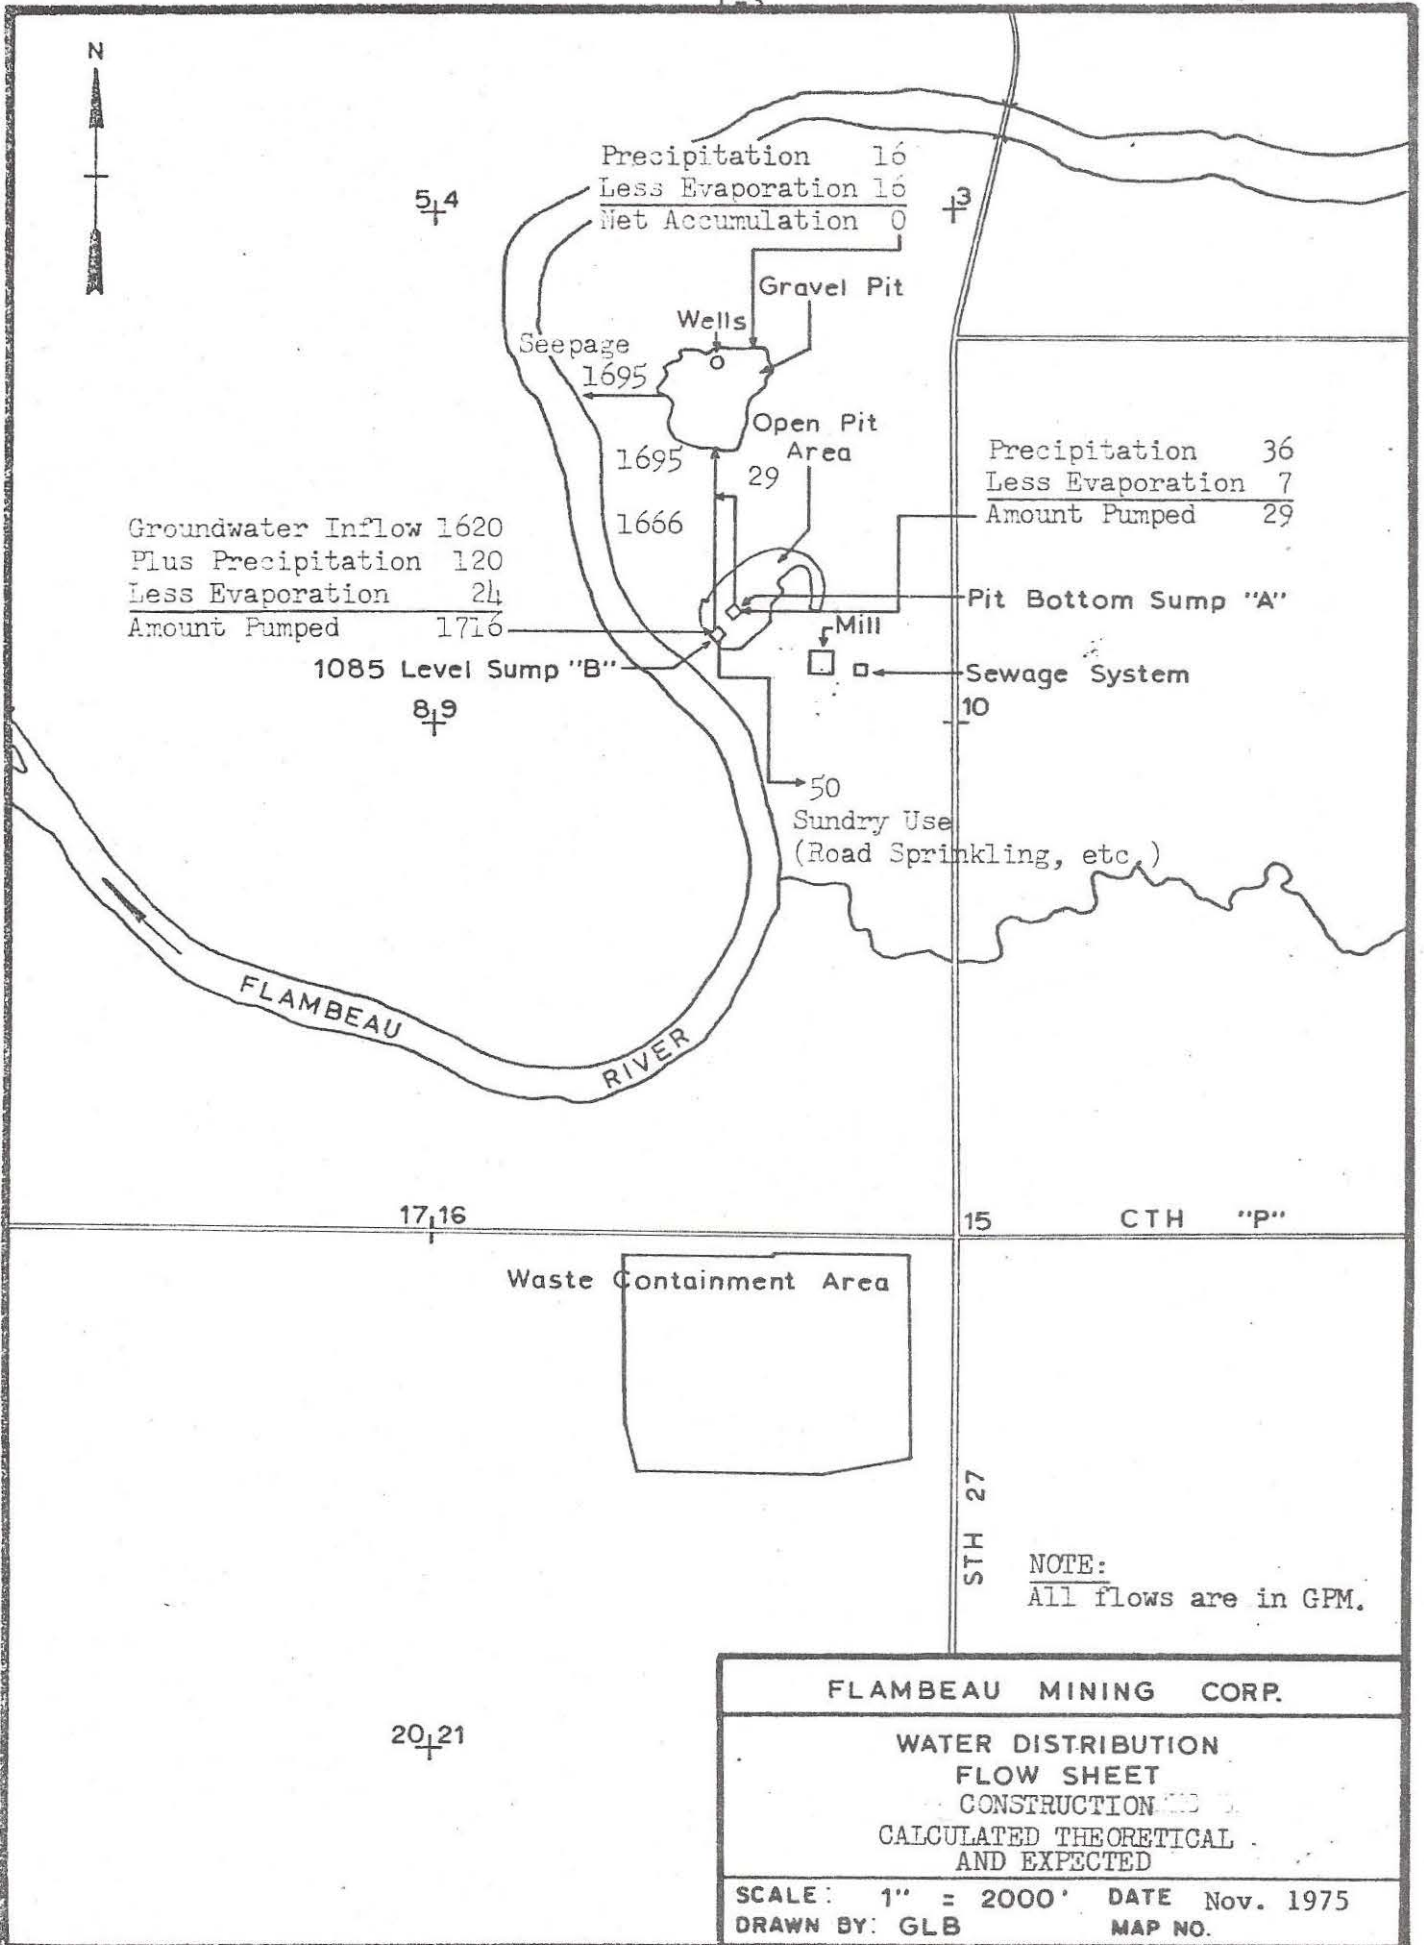 N
Precipitation 16
Less Evaporation 16
Net Accumulation 0
5 4
3
Gravel Pit
Wells
Seepage
1695
Open Pit
Area
1695
29
1666
Precipitation 36
Less Evaporation 7
Amount Pumped 29
Groundwater Inflow 1620
Plus Precipitation 120
Less Evaporation 24
Amount Pumped 1716
Pit Bottom Sump "A"
Mill
1085 Level Sump "B"
Sewage System
8 9
10
50
Sundry Use
(Road Sprinkling, etc.)
FLAMBEAU
RIVER
17 16
15
CTH "P"
Waste Containment Area
STH 27
NOTE:
All flows are in GPM.
20 21
FLAMBEAU MINING CORP.
WATER DISTRIBUTION
FLOW SHEET
CONSTRUCTION
CALCULATED THEORETICAL
AND EXPECTED
SCALE: 1" = 2000' DATE Nov. 1975
DRAWN BY: GLB MAP NO.